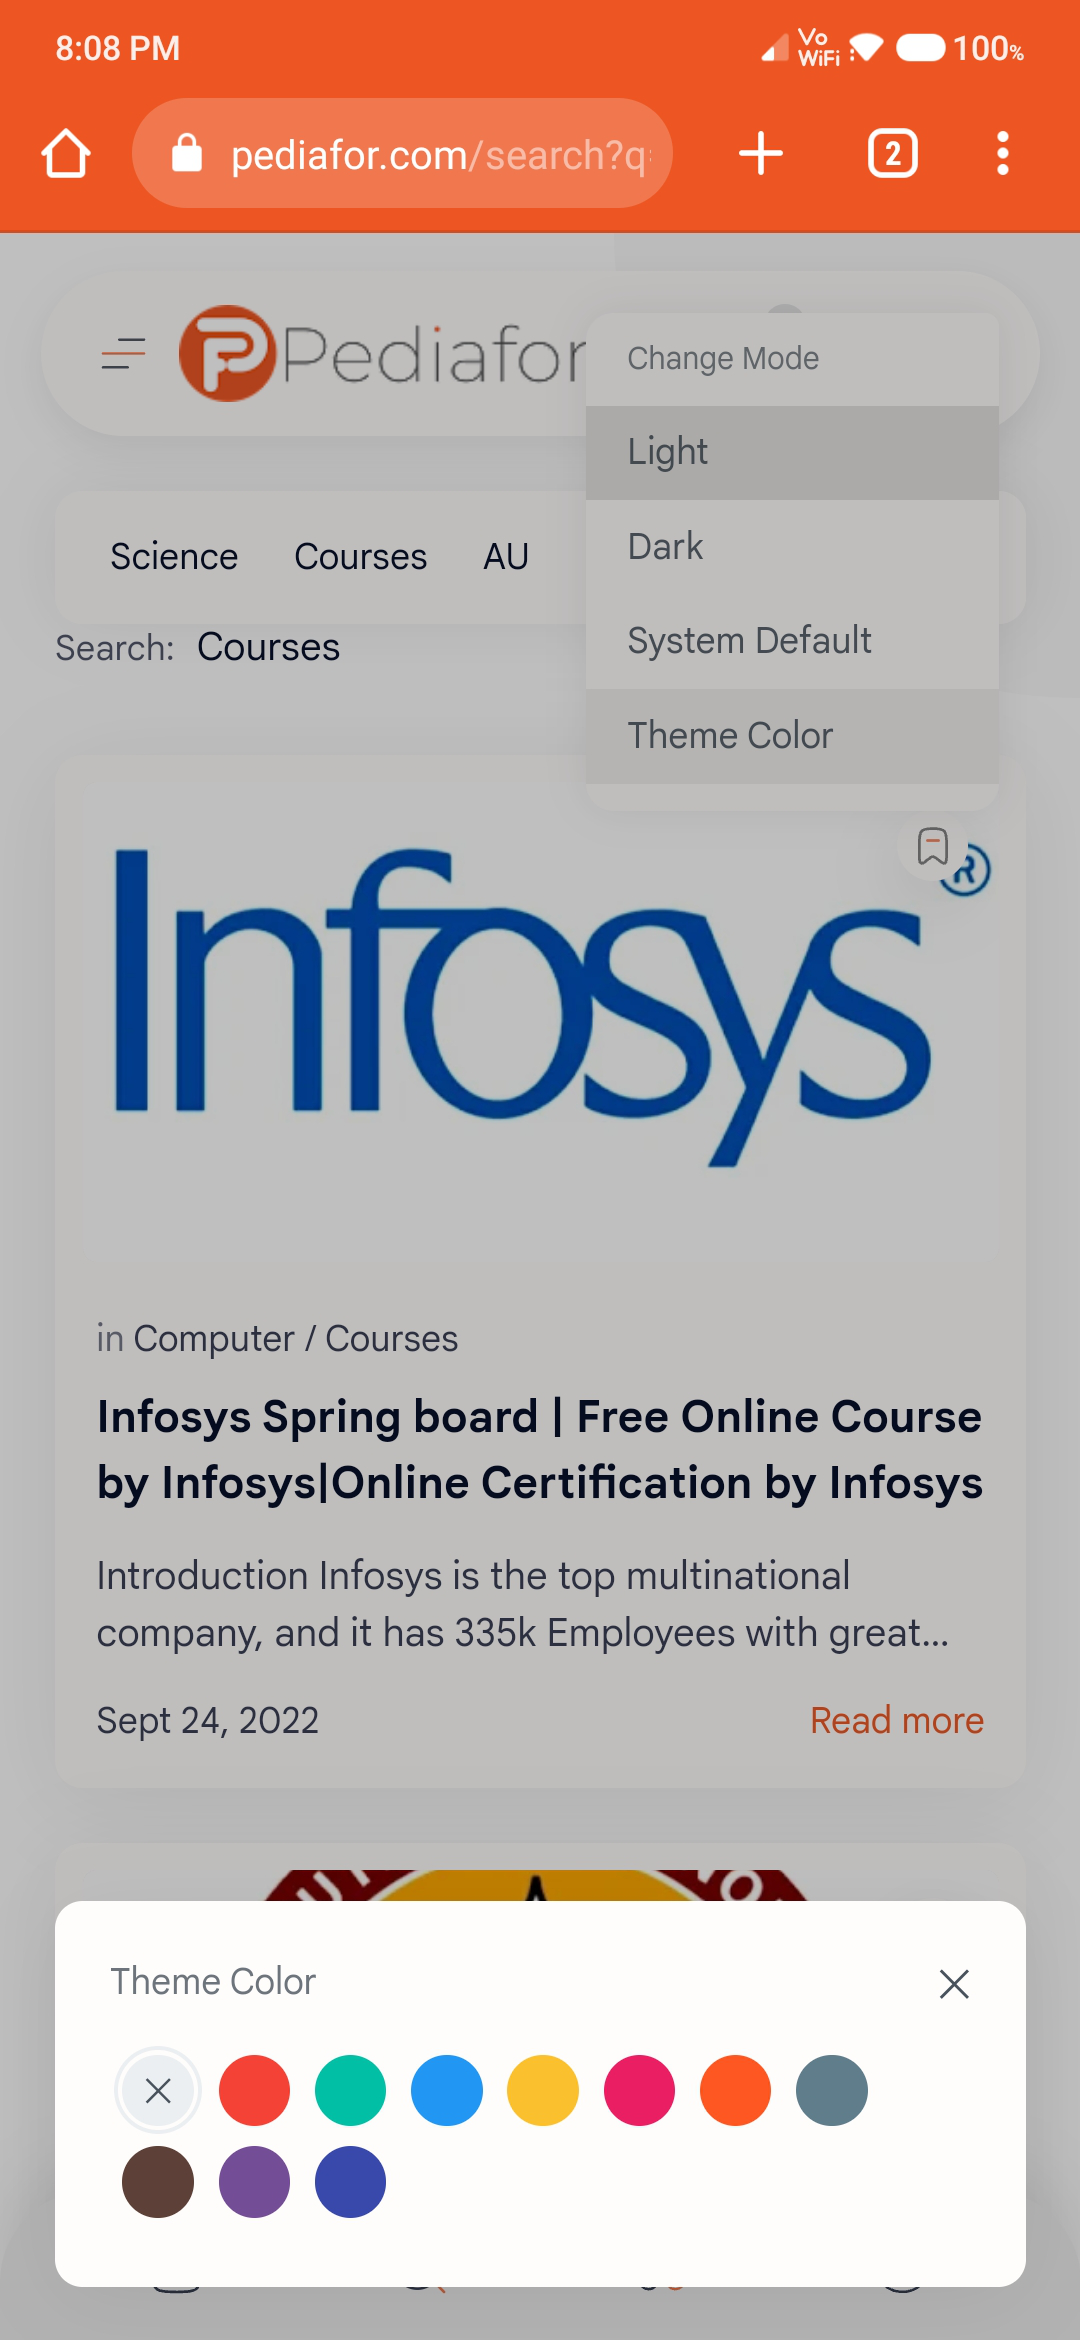 8:08 PM
Vo
WiFi
100%
pediafor.com/search?q
2
Pediafor
Change Mode
Light
Dark
System Default
Theme Color
Science Courses AU
Search: Courses
Infosys®
in Computer / Courses
Infosys Spring board | Free Online Course
by Infosys|Online Certification by Infosys
Introduction Infosys is the top multinational
company, and it has 335k Employees with great...
Sept 24, 2022
Read more
Theme Color